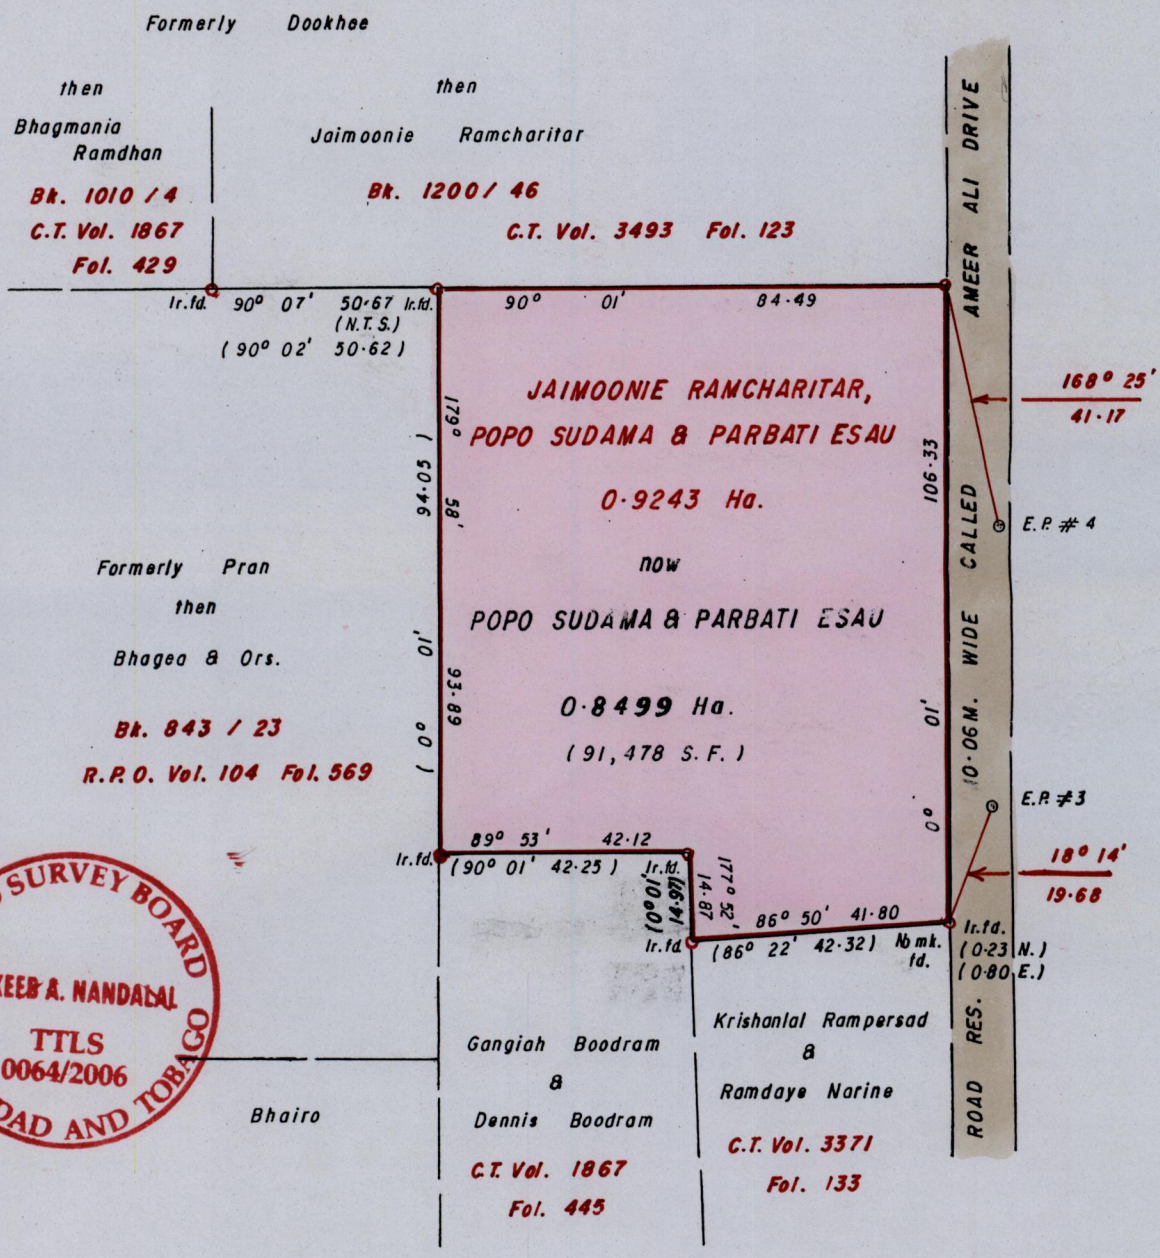 Formerly Dookhee
then
Bhagmania
Ramdhan
Bk. 1010 / 4
C.T. Vol. 1867
Fol. 429
then
Jaimoonie Ramcharitar
Bk. 1200 / 46
C.T. Vol. 3493 Fol. 123
Ir.fd. 90° 07' 50·67 Ir.fd.
(N.T.S.)
(90° 02' 50·62)
90° 01' 84·49
JAIMOONIE RAMCHARITAR,
POPO SUDAMA & PARBATI ESAU
0·9243 Ha.
now
POPO SUDAMA & PARBATI ESAU
0·8499 Ha.
(91,478 S.F.)
179° 58' 93·89
(0° 01' 94·05)
0° 01' 106·33
168° 25'
41·17
E.P. # 4
E.P. #3
18° 14'
19·68
ROAD RES. 10·06M. WIDE CALLED AMEER ALI DRIVE
Formerly Pran
then
Bhagea & Ors.
Bk. 843 / 23
R.P.O. Vol. 104 Fol. 569
89° 53' 42·12
Ir.fd. (90° 01' 42·25) Ir.fd.
177° 52'
14·87
14·97
Ir.fd.
86° 50' 41·80
(86° 22' 42·32) No mk.
fd.
Ir.fd.
(0·23 N.)
(0·80 E.)
SURVEY BOARD
A. NANDALAL
TTLS
0064/2006
AND TOBAGO
Bhairo
Gangiah Boodram
&
Dennis Boodram
C.T. Vol. 1867
Fol. 445
Krishanlal Rampersad
&
Ramdaye Narine
C.T. Vol. 3371
Fol. 133